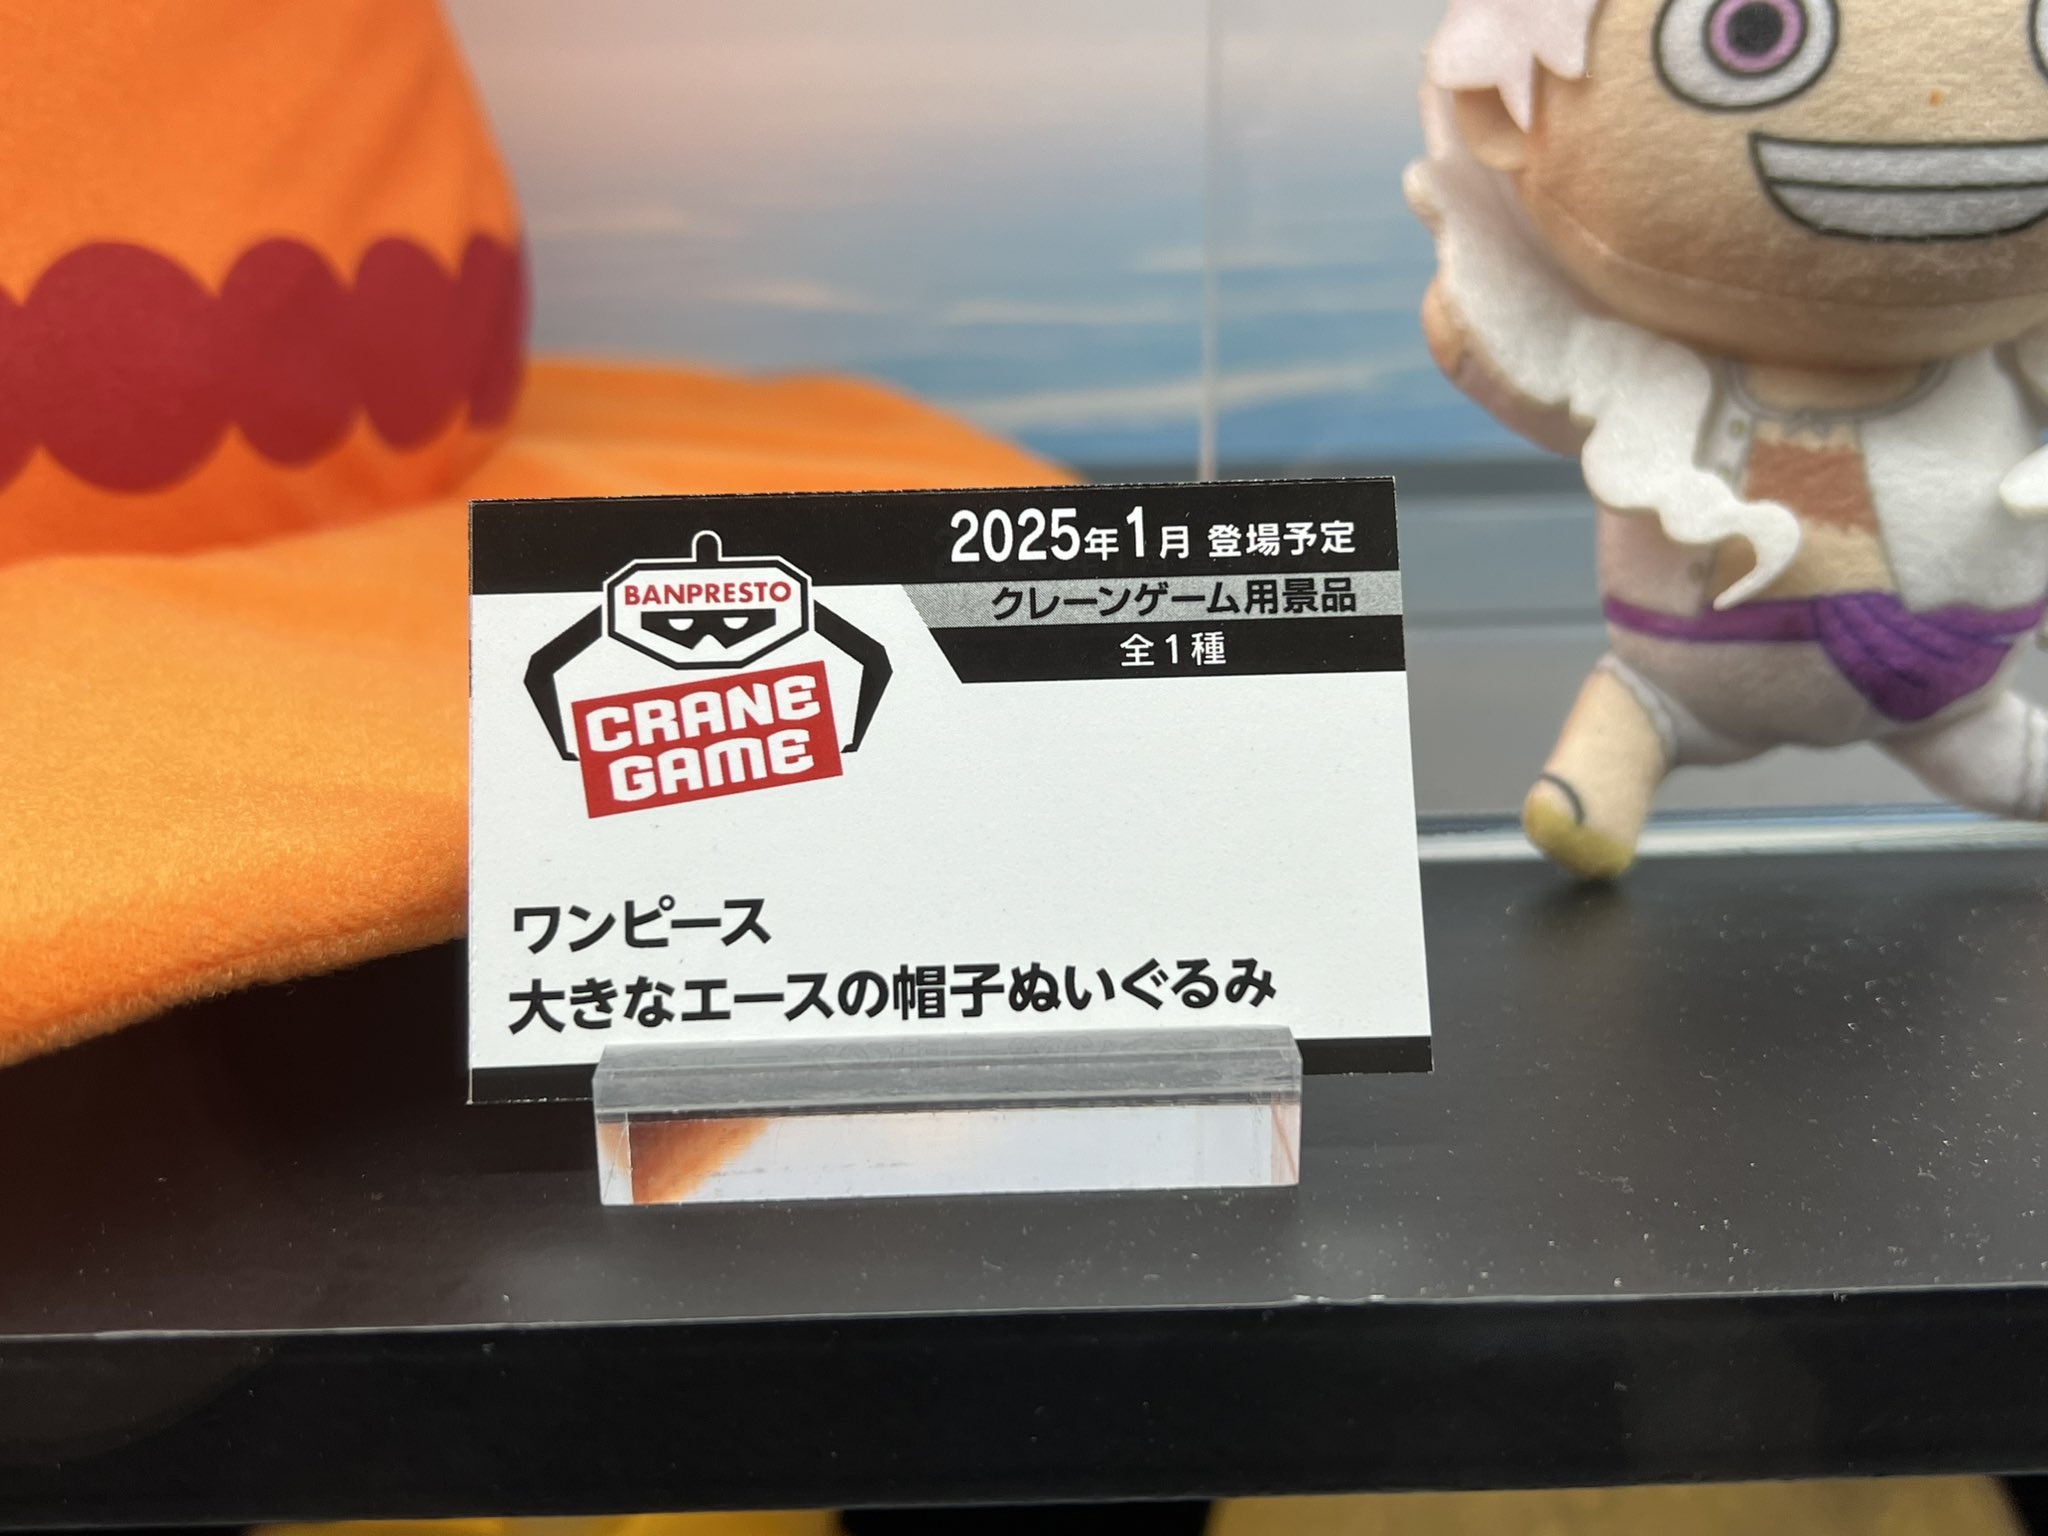 2025年1月 登場予定
クレーンゲーム用景品
全1種
BANPRESTO
CRANE
GAME
ワンピース
大きなエースの帽子ぬいぐるみ